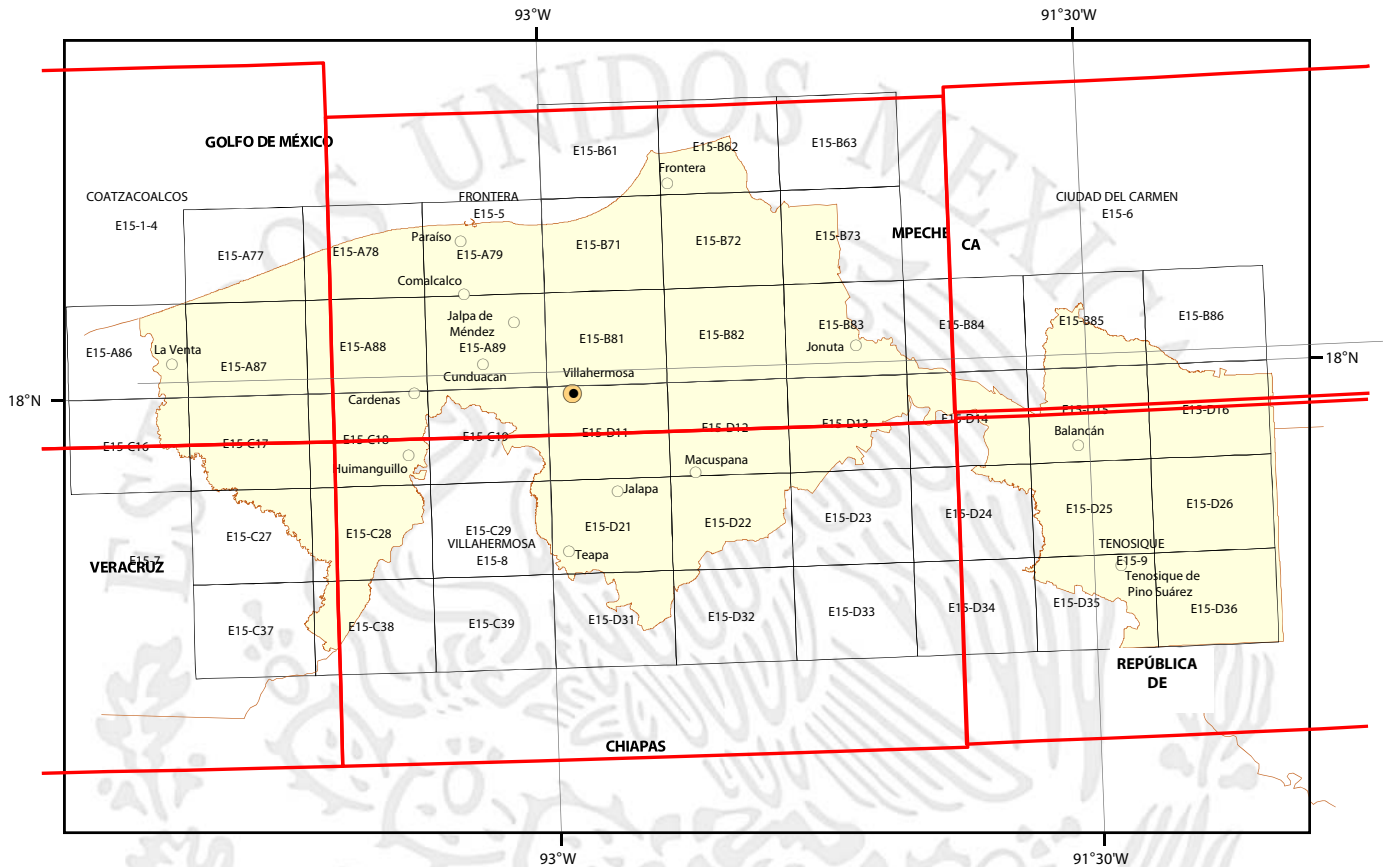 93°W
91°30'W
GOLFO DE MÉXICO
E15-B61
E15-B62
E15-B63
Frontera
COATZACOALCOS
E15-1-4
FRONTERA
E15-5
CIUDAD DEL CARMEN
E15-6
E15-A77
E15-A78
Paraíso
E15-A79
E15-B71
E15-B72
E15-B73
MPECHE
CA
Comalcalco
Jalpa de
Méndez
E15-A86
La Venta
E15-A87
E15-A88
E15-A89
E15-B81
E15-B82
E15-B83
Jonuta
E15-B84
E15-B85
E15-B86
18°N
Cunduacan
Villahermosa
Cardenas
18°N
E15-C16
E15-C17
E15-C18
E15-C19
E15-D11
E15-D12
E15-D13
E15-D14
E15-D15
E15-D16
Balancán
Huimanguillo
Macuspana
Jalapa
E15-C27
E15-C28
E15-C29
E15-D21
E15-D22
E15-D23
E15-D24
E15-D25
E15-D26
VERACRUZ
E15-7
VILLAHERMOSA
E15-8
Teapa
TENOSIQUE
E15-9
Tenosique de
Pino Suárez
E15-C37
E15-C38
E15-C39
E15-D31
E15-D32
E15-D33
E15-D34
E15-D35
E15-D36
REPÚBLICA
DE
CHIAPAS
93°W
91°30'W
ESTADOS UNIDOS MEXIC